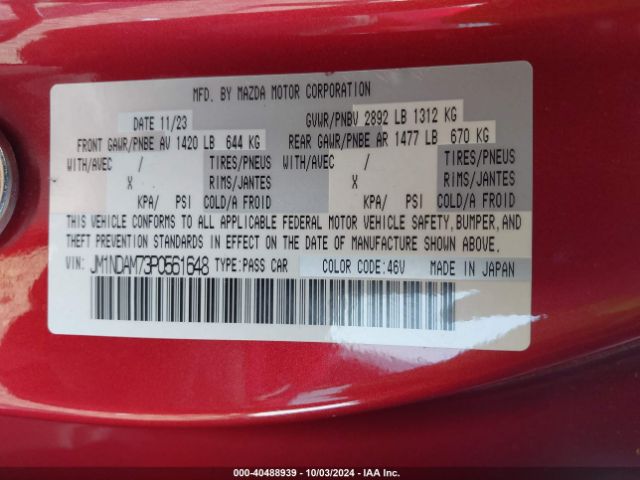 MFD. BY MAZDA MOTOR CORPORATION
DATE 11/23 GVWR/PNBV 2892 LB 1312 KG
FRONT GAWR/PNBE AV 1420 LB 644 KG REAR GAWR/PNBE AR 1477 LB 670 KG
WITH/AVEC / TIRES/PNEUS WITH/AVEC / TIRES/PNEUS
X RIMS/JANTES X RIMS/JANTES
KPA/ PSI COLD/A FROID KPA/ PSI COLD/A FROID
THIS VEHICLE CONFORMS TO ALL APPLICABLE FEDERAL MOTOR VEHICLE SAFETY, BUMPER, AND
THEFT PREVENTION STANDARDS IN EFFECT ON THE DATE OF MANUFACTURE SHOWN ABOVE.
VIN: JM1NDAM73P0561648 TYPE:PASS CAR COLOR CODE:46V MADE IN JAPAN
000-40488939 - 10/03/2024 - IAA Inc.